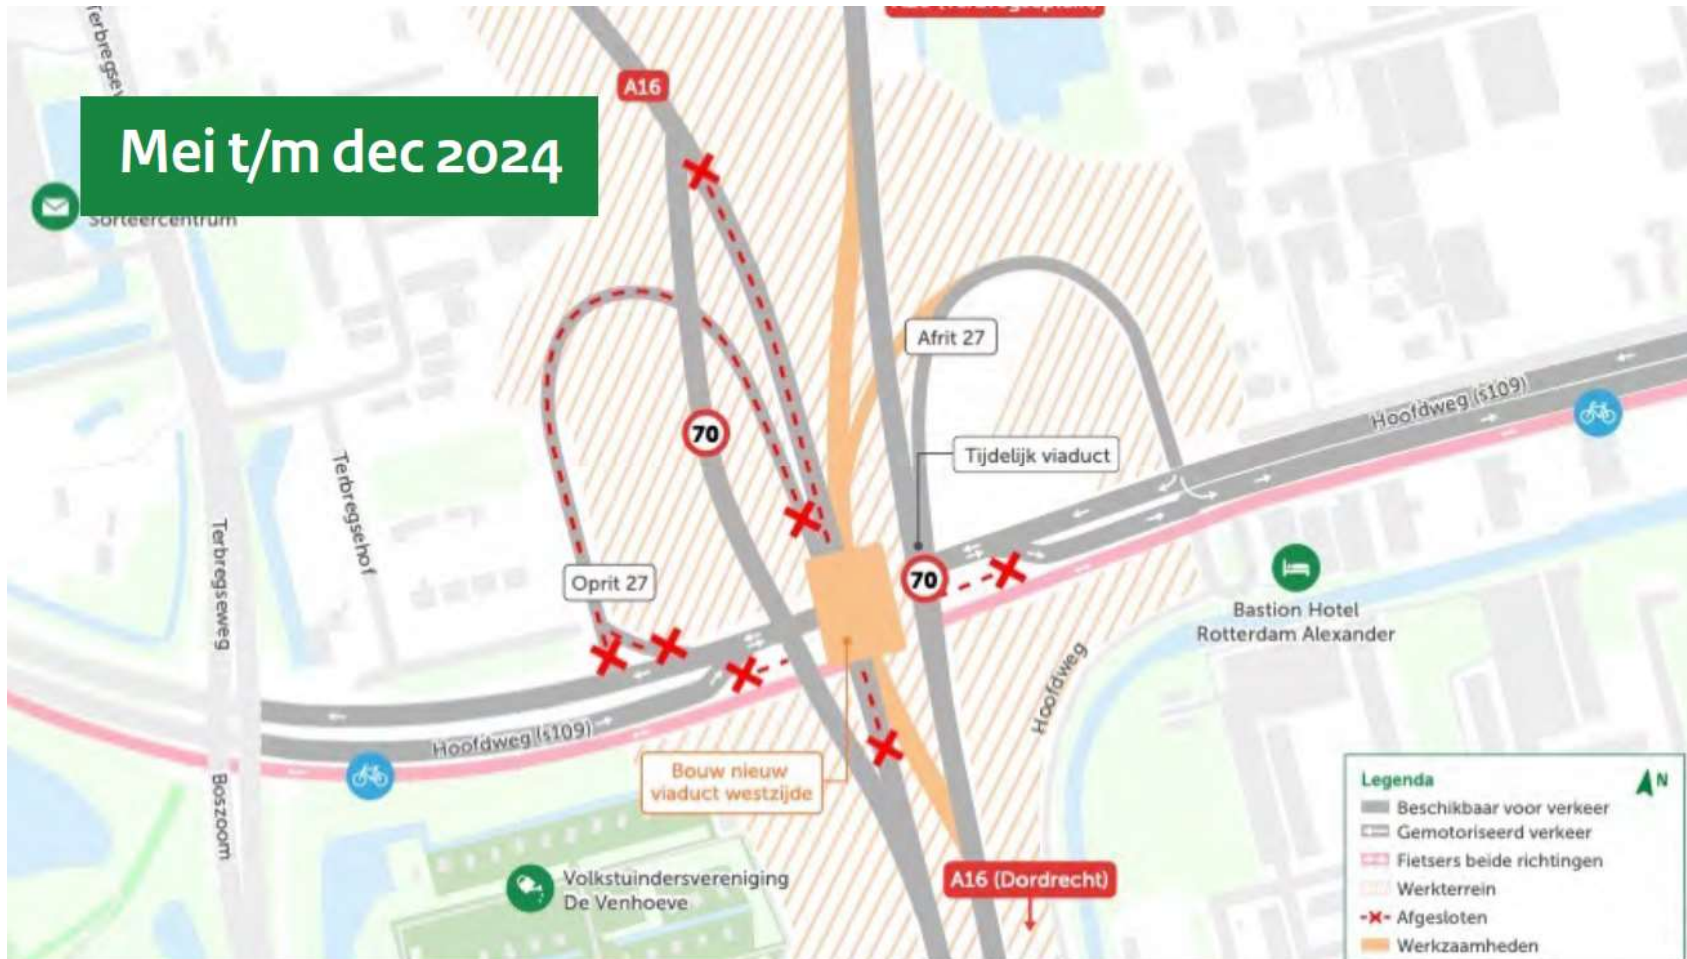 A16
Mei t/m dec 2024
Sorteercentrum
Afrit 27
70
Hoofdweg (s109)
Tijdelijk viaduct
Terbregsehof
Terbregseweg
Oprit 27
70
Bastion Hotel
Rotterdam Alexander
Hoofdweg
Hoofdweg (s109)
Bouw nieuw
viaduct westzijde
Boszoom
Volkstuindersvereniging
De Venhoeve
A16 (Dordrecht)
Legenda
N
Beschikbaar voor verkeer
Gemotoriseerd verkeer
Fietsers beide richtingen
Werkterrein
Afgesloten
Werkzaamheden